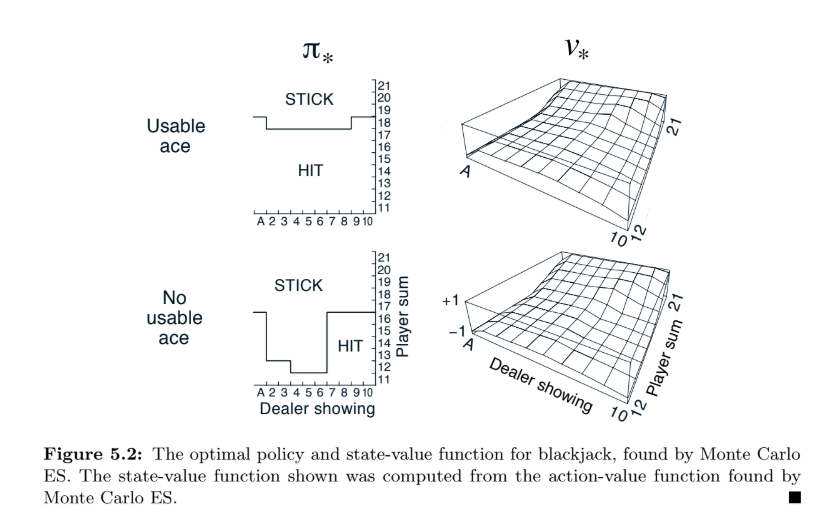 π*
v*
Usable
ace
STICK
HIT
21
20
19
18
17
16
15
14
13
12
11
A 2 3 4 5 6 7 8 9 10
A
21
10
12
No
usable
ace
STICK
HIT
21
20
19
18
17
16
15
14
13
12
11
Player sum
A 2 3 4 5 6 7 8 9 10
Dealer showing
+1
−1
A
Dealer showing
10
12
Player sum
21
Figure 5.2: The optimal policy and state-value function for blackjack, found by Monte Carlo
ES. The state-value function shown was computed from the action-value function found by
Monte Carlo ES.